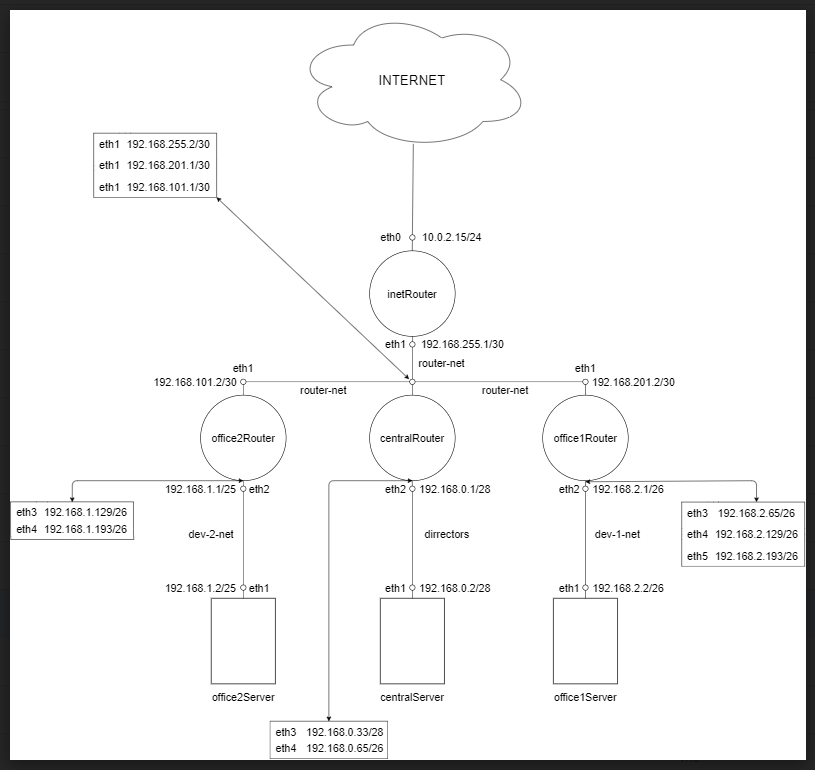 INTERNET
eth1 192.168.255.2/30
eth1 192.168.201.1/30
eth1 192.168.101.1/30
eth0 10.0.2.15/24
inetRouter
eth1 192.168.255.1/30
router-net
eth1
eth1
192.168.101.2/30
192.168.201.2/30
router-net
router-net
office2Router
centralRouter
office1Router
192.168.1.1/25 eth2
eth2 192.168.0.1/28
eth2 192.168.2.1/26
eth3 192.168.1.129/26
eth4 192.168.1.193/26
eth3 192.168.2.65/26
eth4 192.168.2.129/26
eth5 192.168.2.193/26
dev-2-net
dirrectors
dev-1-net
192.168.1.2/25 eth1
eth1 192.168.0.2/28
eth1 192.168.2.2/26
office2Server
centralServer
office1Server
eth3 192.168.0.33/28
eth4 192.168.0.65/26